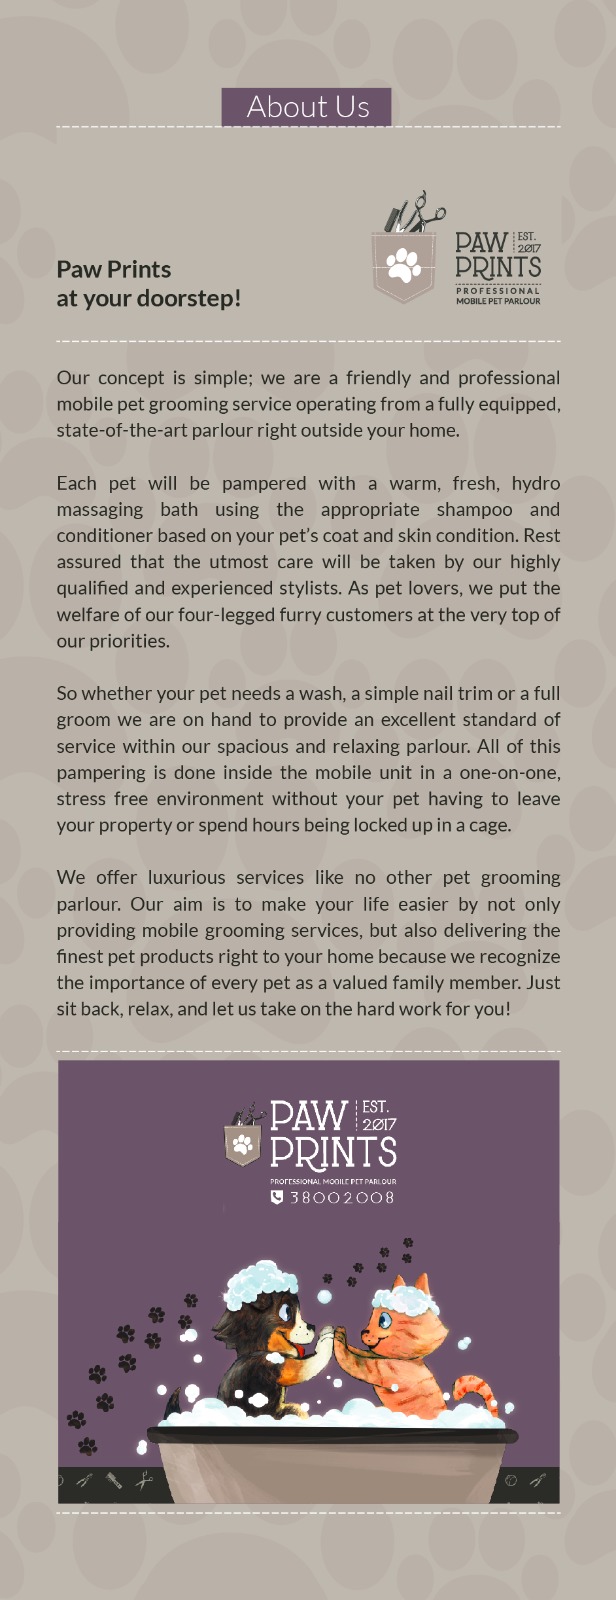 About Us
Paw Prints
at your doorstep!
PAW EST. 2017
PRINTS
PROFESSIONAL
MOBILE PET PARLOUR
Our concept is simple; we are a friendly and professional
mobile pet grooming service operating from a fully equipped,
state-of-the-art parlour right outside your home.
Each pet will be pampered with a warm, fresh, hydro
massaging bath using the appropriate shampoo and
conditioner based on your pet’s coat and skin condition. Rest
assured that the utmost care will be taken by our highly
qualified and experienced stylists. As pet lovers, we put the
welfare of our four-legged furry customers at the very top of
our priorities.
So whether your pet needs a wash, a simple nail trim or a full
groom we are on hand to provide an excellent standard of
service within our spacious and relaxing parlour. All of this
pampering is done inside the mobile unit in a one-on-one,
stress free environment without your pet having to leave
your property or spend hours being locked up in a cage.
We offer luxurious services like no other pet grooming
parlour. Our aim is to make your life easier by not only
providing mobile grooming services, but also delivering the
finest pet products right to your home because we recognize
the importance of every pet as a valued family member. Just
sit back, relax, and let us take on the hard work for you!
PAW EST. 2017
PRINTS
PROFESSIONAL MOBILE PET PARLOUR
38002008